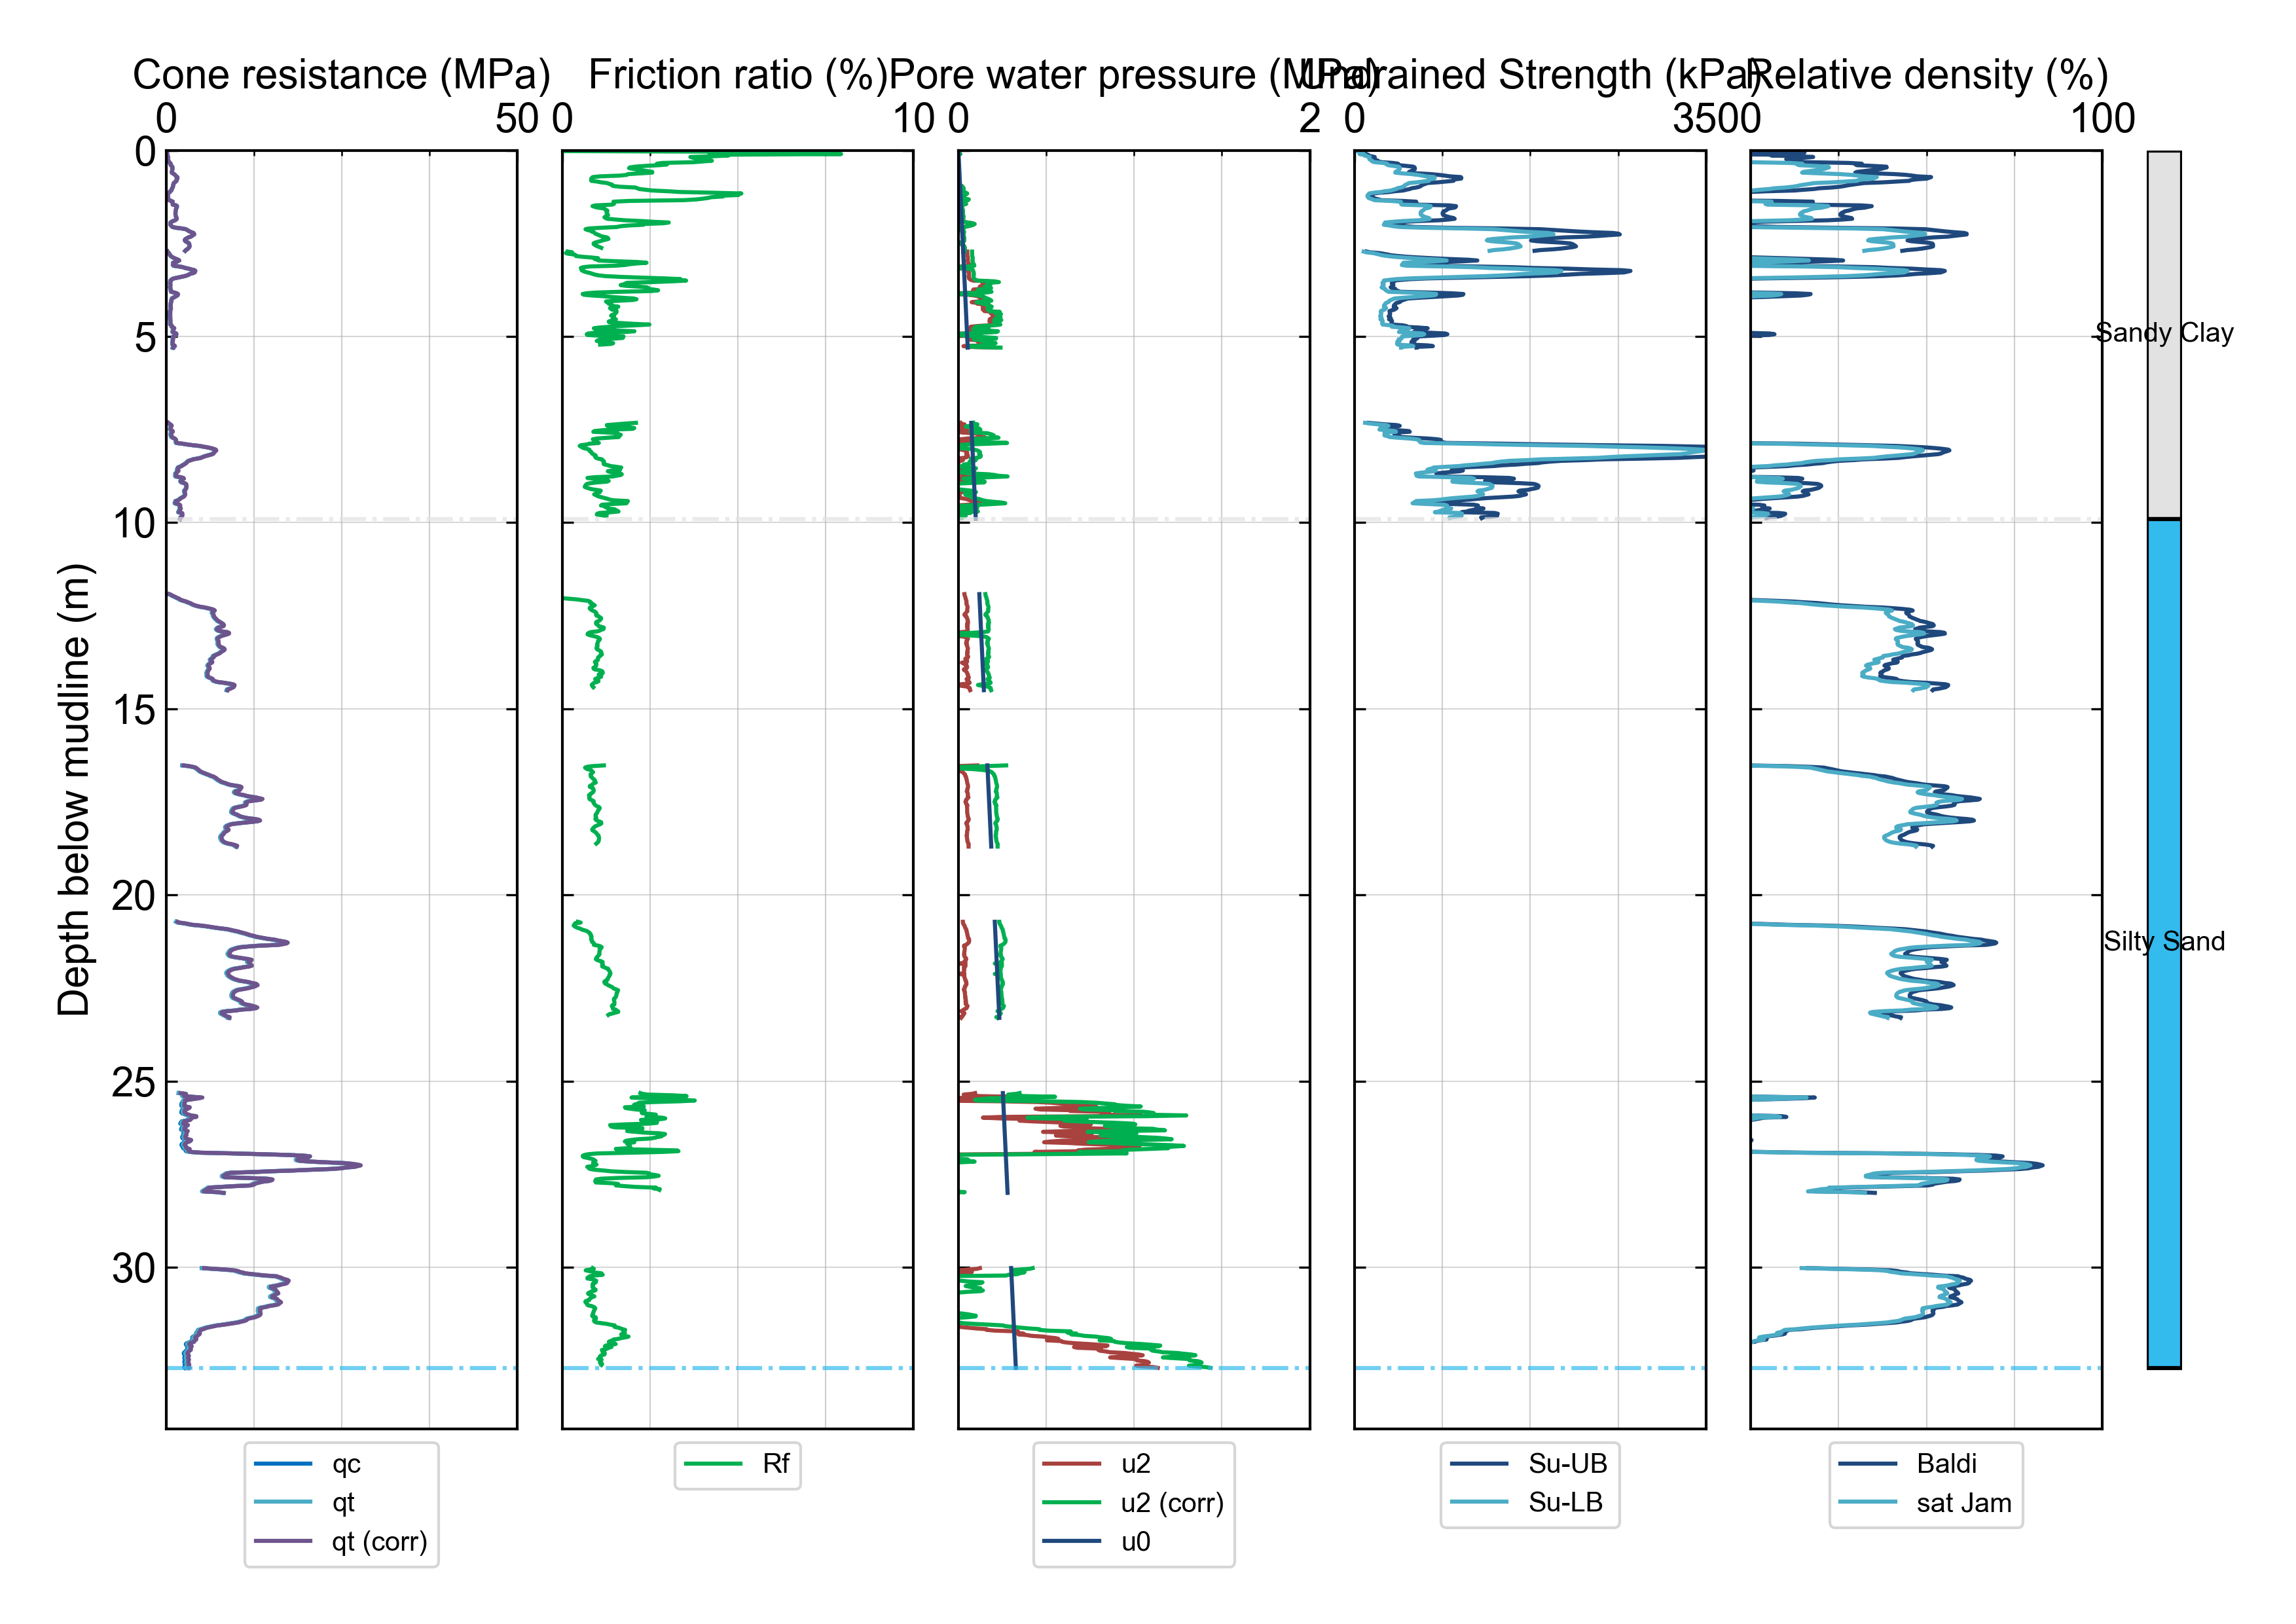 Cone resistance (MPa)
Friction ratio (%)
Pore water pressure (MPa)
Undrained Strength (kPa)
Relative density (%)
0 50
0 10
0 2
0 350
0 100
0
5
10
15
20
25
30
Depth below mudline (m)
Sandy Clay
Silty Sand
qc
qt
qt (corr)
Rf
u2
u2 (corr)
u0
Su-UB
Su-LB
Baldi
sat Jam